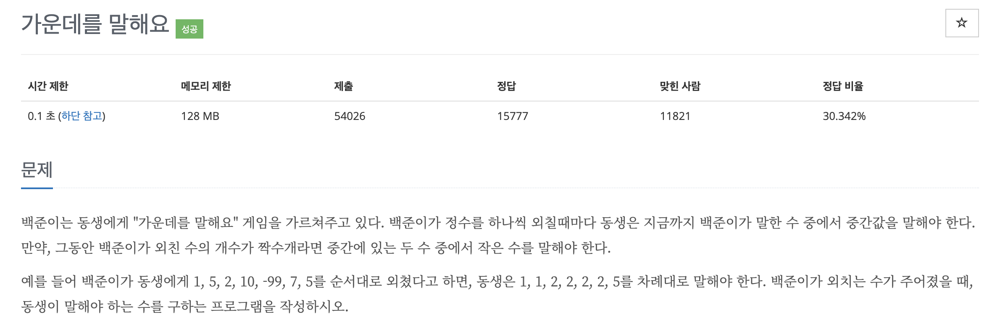 가운데를 말해요 성공
☆
시간 제한 메모리 제한 제출 정답 맞힌 사람 정답 비율
0.1 초 (하단 참고) 128 MB 54026 15777 11821 30.342%
문제
백준이는 동생에게 "가운데를 말해요" 게임을 가르쳐주고 있다. 백준이가 정수를 하나씩 외칠때마다 동생은 지금까지 백준이가 말한 수 중에서 중간값을 말해야 한다.
만약, 그동안 백준이가 외친 수의 개수가 짝수개라면 중간에 있는 두 수 중에서 작은 수를 말해야 한다.
예를 들어 백준이가 동생에게 1, 5, 2, 10, -99, 7, 5를 순서대로 외쳤다고 하면, 동생은 1, 1, 2, 2, 2, 2, 5를 차례대로 말해야 한다. 백준이가 외치는 수가 주어졌을 때,
동생이 말해야 하는 수를 구하는 프로그램을 작성하시오.